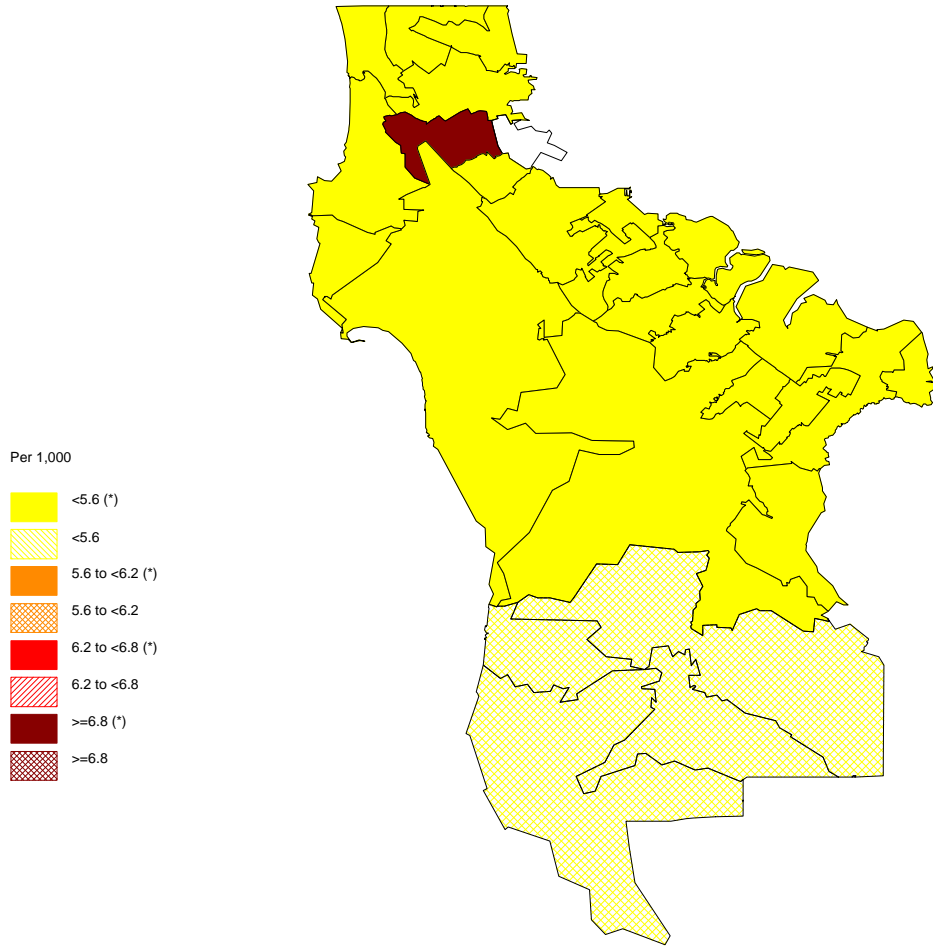 Per 1,000
<5.6 (*)
<5.6
5.6 to <6.2 (*)
5.6 to <6.2
6.2 to <6.8 (*)
6.2 to <6.8
>=6.8 (*)
>=6.8